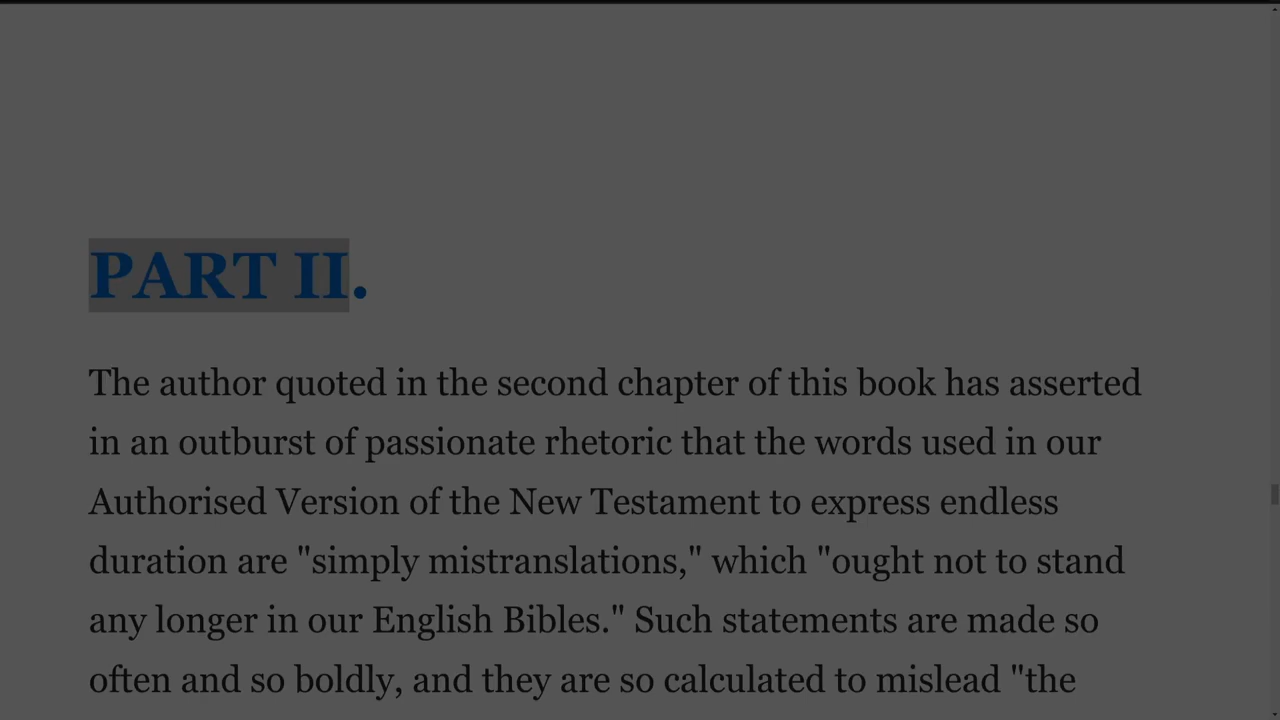 PART II.
The author quoted in the second chapter of this book has asserted
in an outburst of passionate rhetoric that the words used in our
Authorised Version of the New Testament to express endless
duration are "simply mistranslations," which "ought not to stand
any longer in our English Bibles." Such statements are made so
often and so boldly, and they are so calculated to mislead "the